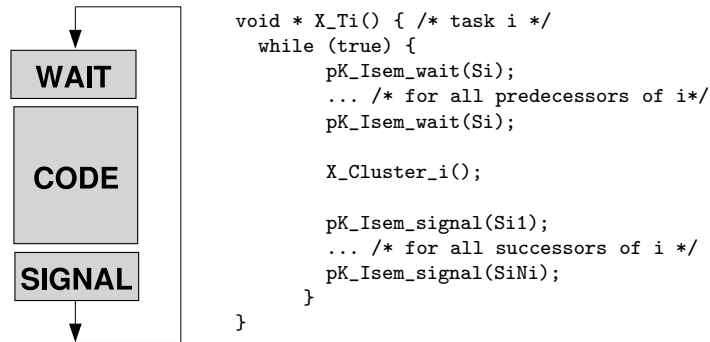 WAIT
CODE
SIGNAL
void * X_Ti() { /* task i */
while (true) {
pK_Isem_wait(Si);
... /* for all predecessors of i*/
pK_Isem_wait(Si);
X_Cluster_i();
pK_Isem_signal(Si1);
... /* for all successors of i */
pK_Isem_signal(SiNi);
}
}